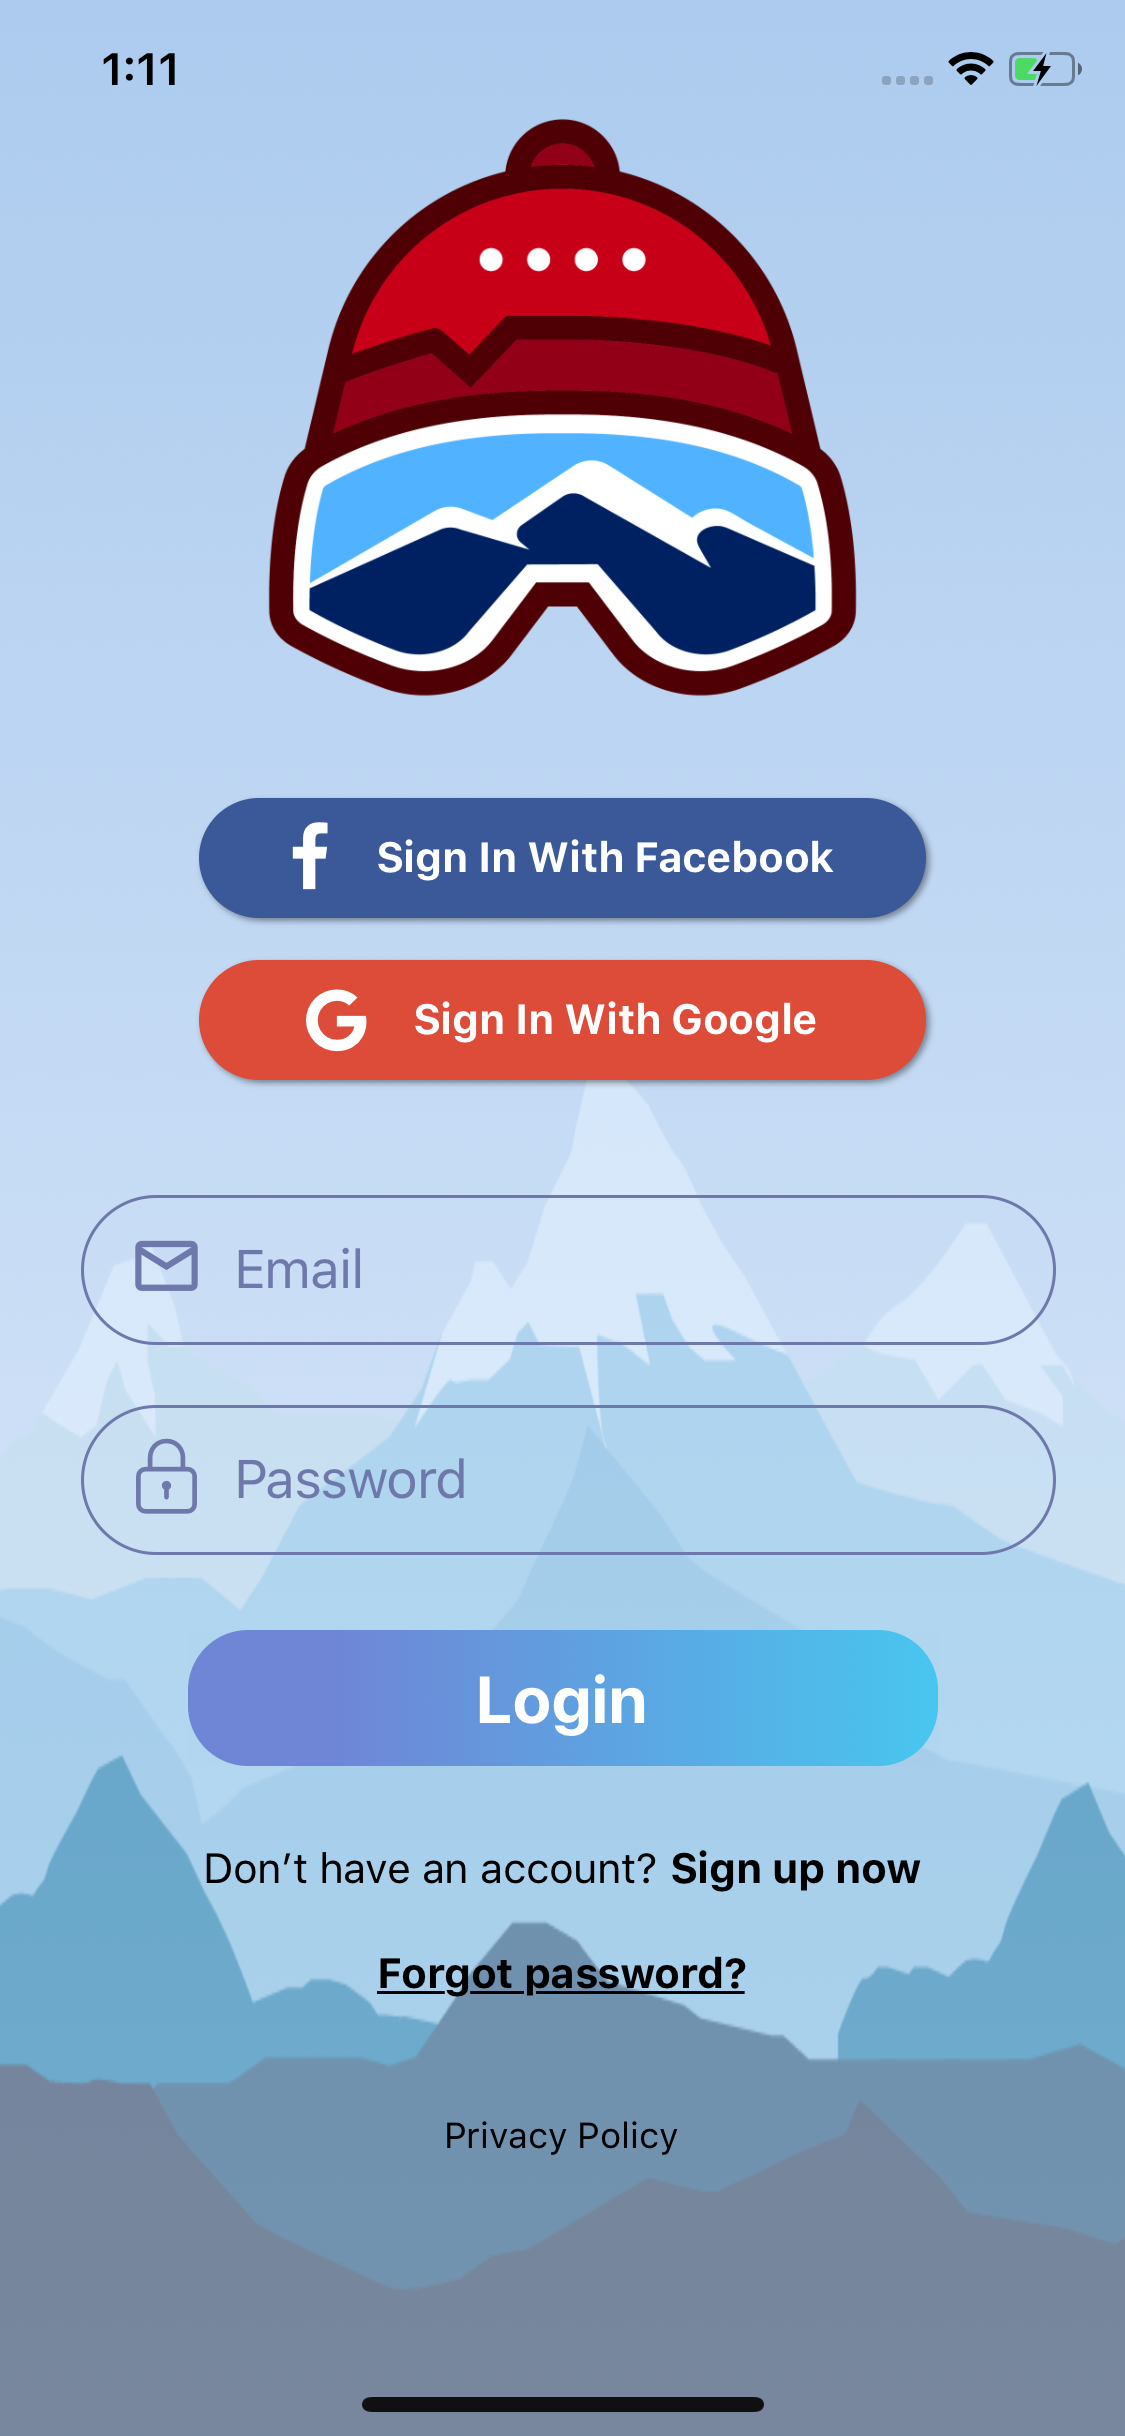 1:11
Sign In With Facebook
Sign In With Google
Email
Password
Login
Don’t have an account? Sign up now
Forgot password?
Privacy Policy